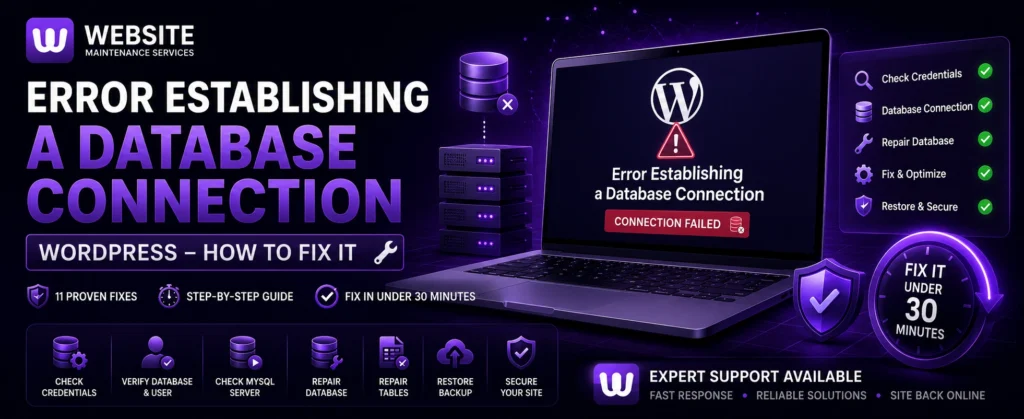 WEBSITE
MAINTENANCE SERVICES
ERROR ESTABLISHING
A DATABASE
CONNECTION
WORDPRESS – HOW TO FIX IT
11 PROVEN FIXES
STEP-BY-STEP GUIDE
FIX IN UNDER 30 MINUTES
CHECK
CREDENTIALS
VERIFY DATABASE
& USER
CHECK MYSQL
SERVER
REPAIR
DATABASE
REPAIR
TABLES
RESTORE
BACKUP
SECURE
YOUR SITE
Error Establishing
a Database Connection
CONNECTION FAILED
Check Credentials
Database Connection
Repair Database
Fix & Optimize
Restore & Secure
FIX IT
UNDER
30
MINUTES
EXPERT SUPPORT AVAILABLE
FAST RESPONSE • RELIABLE SOLUTIONS • SITE BACK ONLINE